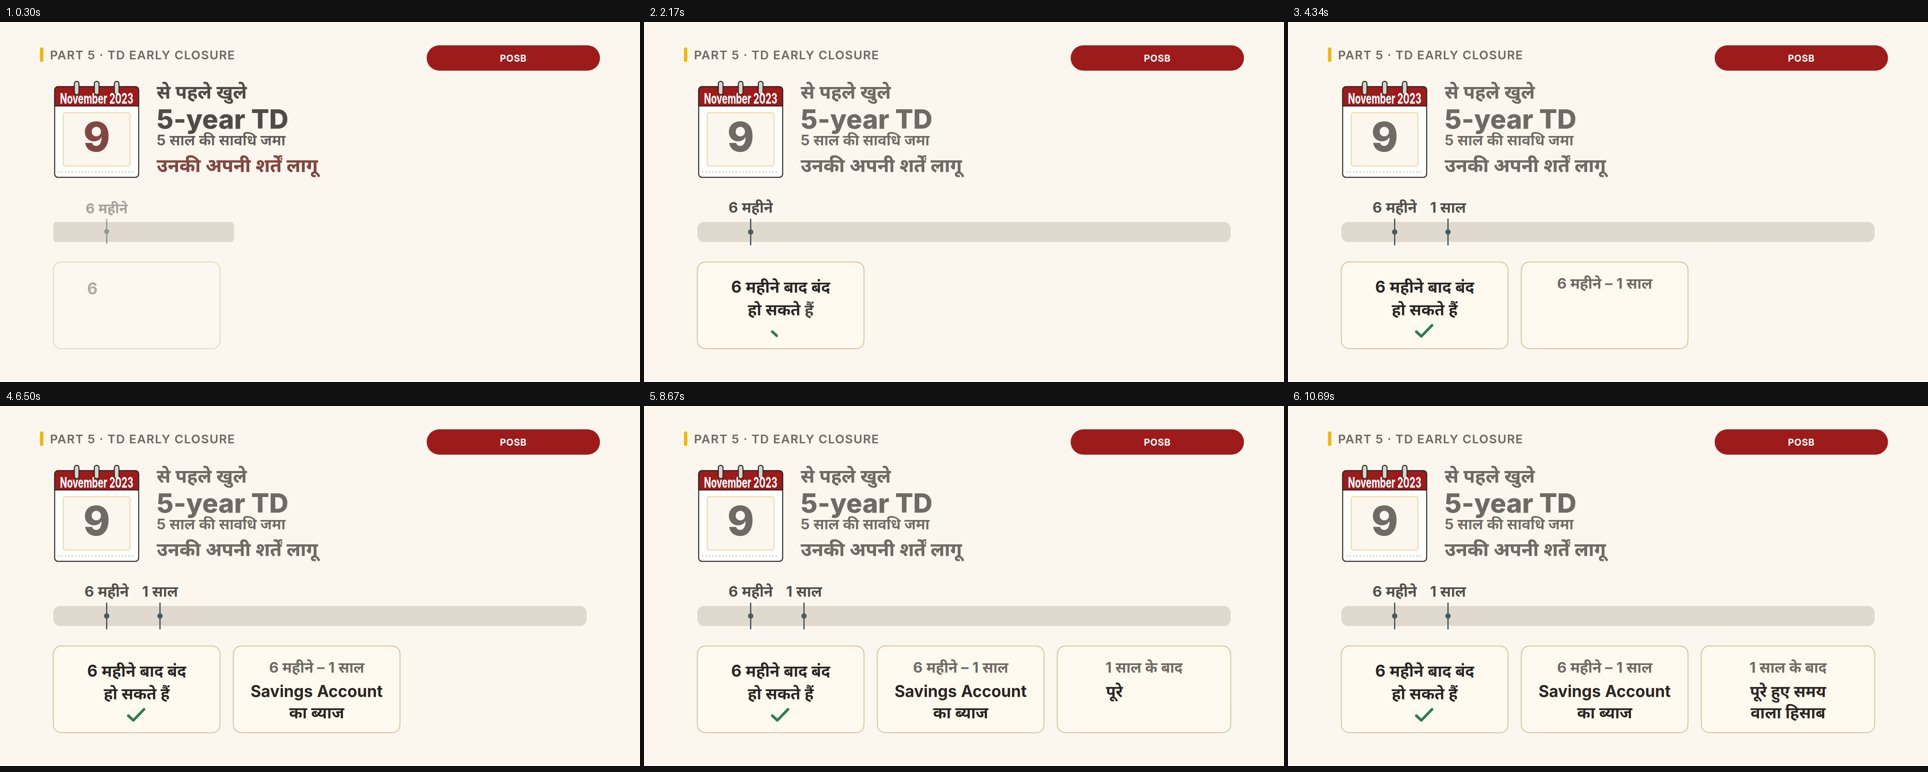 1. 0.30s
PART 5 · TD EARLY CLOSURE
POSB
November 2023
9
से पहले खुले
5-year TD
5 साल की सावधि जमा
उनकी अपनी शर्तें लागू
6 महीने
6
2. 2.17s
PART 5 · TD EARLY CLOSURE
POSB
November 2023
9
से पहले खुले
5-year TD
5 साल की सावधि जमा
उनकी अपनी शर्तें लागू
6 महीने
6 महीने बाद बंद
हो सकते हैं
3. 4.34s
PART 5 · TD EARLY CLOSURE
POSB
November 2023
9
से पहले खुले
5-year TD
5 साल की सावधि जमा
उनकी अपनी शर्तें लागू
6 महीने 1 साल
6 महीने बाद बंद
हो सकते हैं
6 महीने – 1 साल
4. 6.50s
PART 5 · TD EARLY CLOSURE
POSB
November 2023
9
से पहले खुले
5-year TD
5 साल की सावधि जमा
उनकी अपनी शर्तें लागू
6 महीने 1 साल
6 महीने बाद बंद
हो सकते हैं
6 महीने – 1 साल
Savings Account
का ब्याज
5. 8.67s
PART 5 · TD EARLY CLOSURE
POSB
November 2023
9
से पहले खुले
5-year TD
5 साल की सावधि जमा
उनकी अपनी शर्तें लागू
6 महीने 1 साल
6 महीने बाद बंद
हो सकते हैं
6 महीने – 1 साल
Savings Account
का ब्याज
1 साल के बाद
पूरे
6. 10.69s
PART 5 · TD EARLY CLOSURE
POSB
November 2023
9
से पहले खुले
5-year TD
5 साल की सावधि जमा
उनकी अपनी शर्तें लागू
6 महीने 1 साल
6 महीने बाद बंद
हो सकते हैं
6 महीने – 1 साल
Savings Account
का ब्याज
1 साल के बाद
पूरे हुए समय
वाला हिसाब